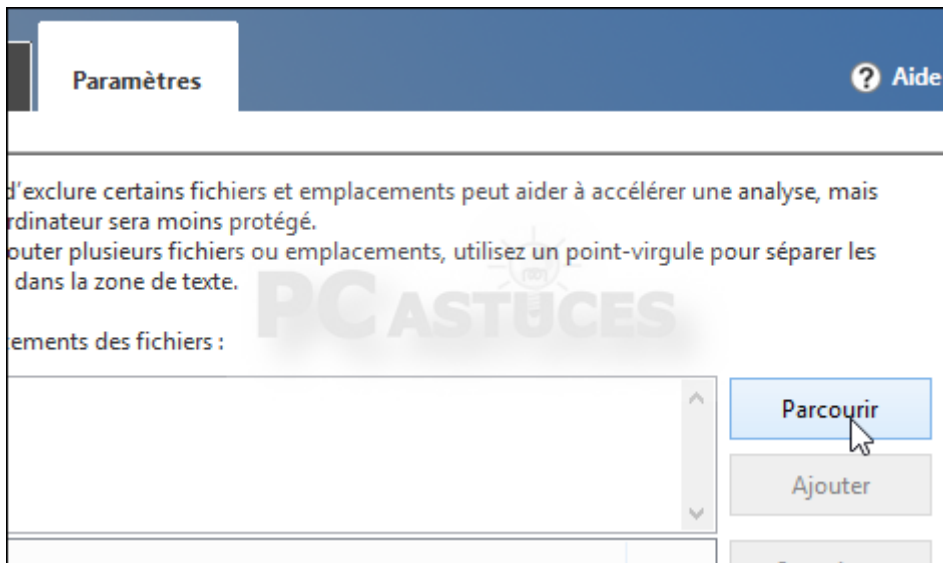 Paramètres
Aide
d'exclure certains fichiers et emplacements peut aider à accélérer une analyse, mais
rdinateur sera moins protégé.
outer plusieurs fichiers ou emplacements, utilisez un point-virgule pour séparer les
dans la zone de texte.
PC ASTUCES
ements des fichiers :
Parcourir
Ajouter